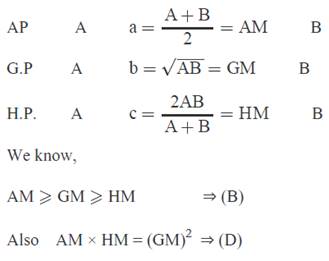 AP A a = (A + B)/2 = AM B
G.P A b = √AB = GM B
H.P. A c = 2AB/(A + B) = HM B
We know,
AM ⩾ GM ⩾ HM ⇒ (B)
Also AM × HM = (GM)² ⇒ (D)